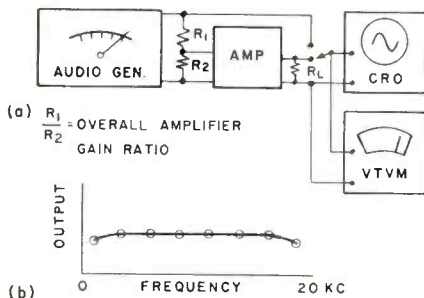 AUDIO GEN.
R1
R2
AMP
RL
CRO
VTVM
(a) R1/R2 = OVERALL AMPLIFIER
GAIN RATIO
OUTPUT
0 FREQUENCY 20 KC
(b)